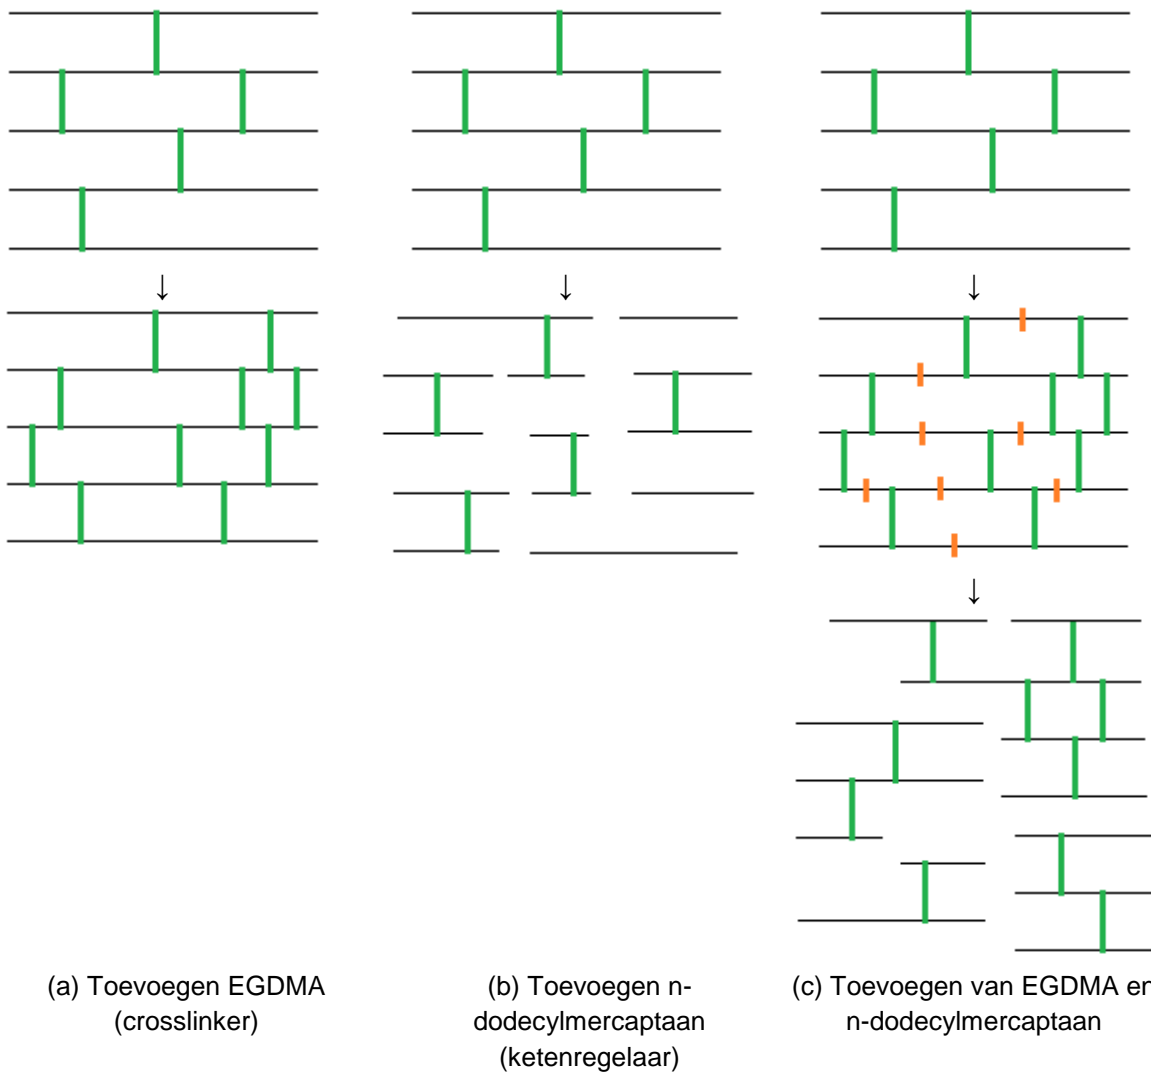 (a) Toevoegen EGDMA
(crosslinker)
(b) Toevoegen n-
dodecylmercaptaan
(ketenregelaar)
(c) Toevoegen van EGDMA en
n-dodecylmercaptaan